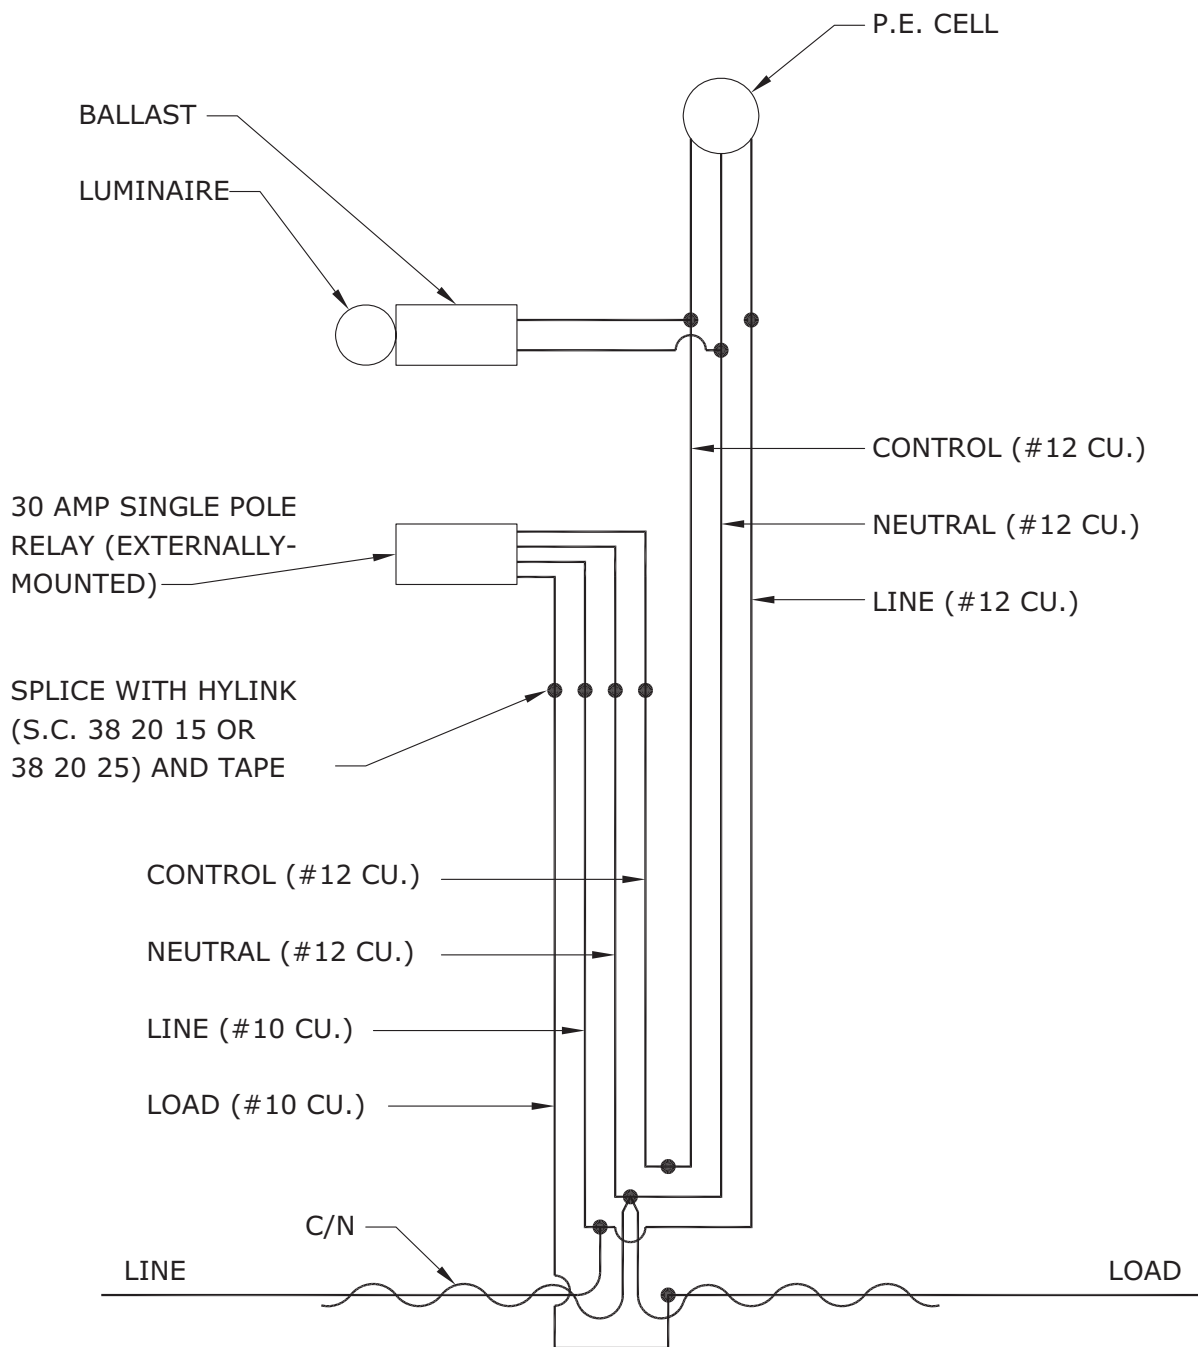 P.E. CELL
BALLAST
LUMINAIRE
CONTROL (#12 CU.)
NEUTRAL (#12 CU.)
LINE (#12 CU.)
30 AMP SINGLE POLE
RELAY (EXTERNALLY-
MOUNTED)
SPLICE WITH HYLINK
(S.C. 38 20 15 OR
38 20 25) AND TAPE
CONTROL (#12 CU.)
NEUTRAL (#12 CU.)
LINE (#10 CU.)
LOAD (#10 CU.)
C/N
LINE
LOAD